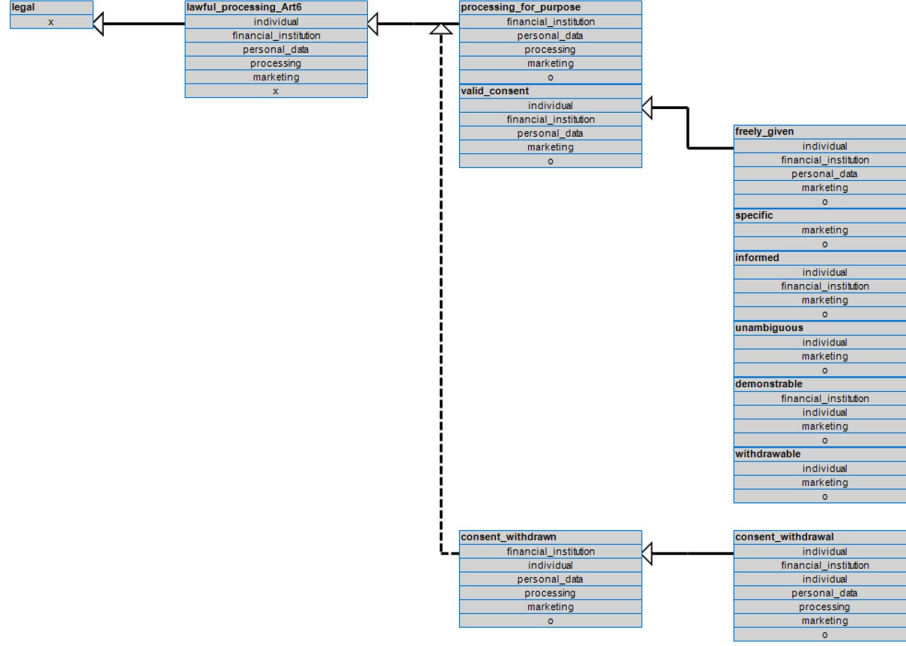 legal
x
lawful_processing_Art6
individual
financial_institution
personal_data
processing
marketing
x
processing_for_purpose
financial_institution
personal_data
processing
marketing
o
valid_consent
individual
financial_institution
personal_data
marketing
o
freely_given
individual
financial_institution
personal_data
marketing
o
specific
marketing
o
informed
individual
financial_institution
marketing
o
unambiguous
individual
marketing
o
demonstrable
financial_institution
individual
marketing
o
withdrawable
individual
marketing
o
consent_withdrawn
financial_institution
individual
personal_data
processing
marketing
o
consent_withdrawal
individual
financial_institution
individual
personal_data
processing
marketing
o